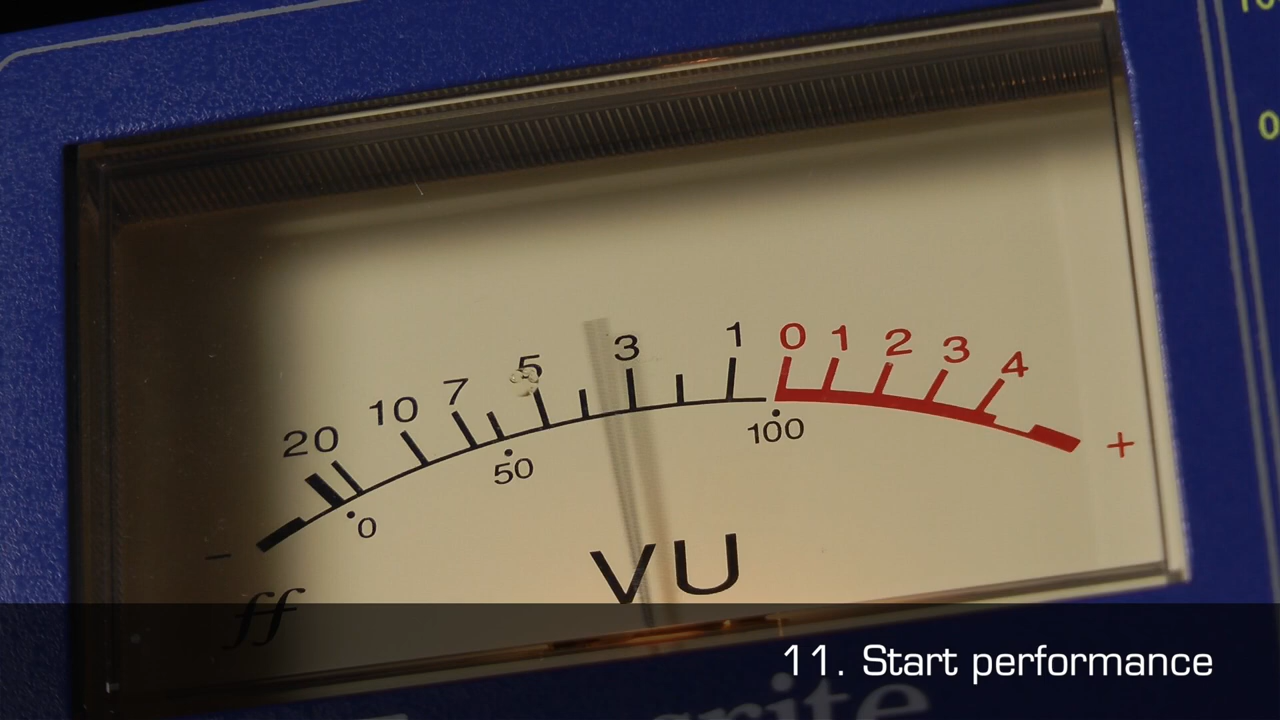 20 10 7 5 3 1 0 1 2 3 4
- 0 50 100 +
VU
ff
0
11. Start performance